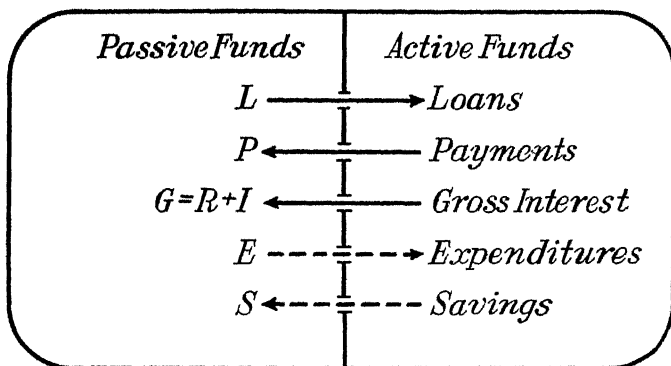 Passive Funds Active Funds
L Loans
P Payments
G=R+I Gross Interest
E Expenditures
S Savings